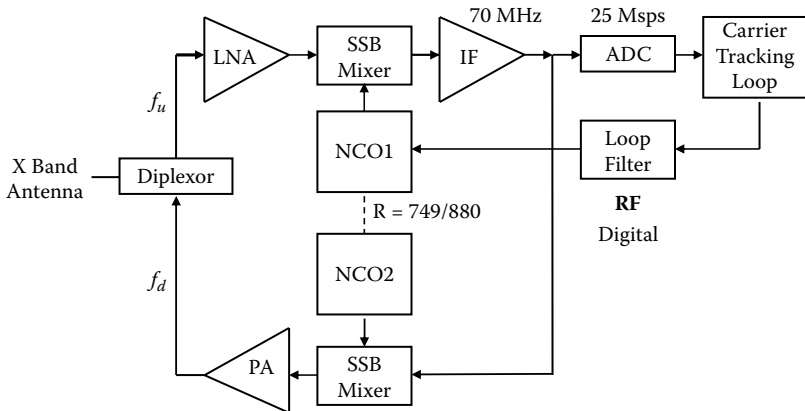 70 MHz
25 Msps
LNA
SSB
Mixer
IF
ADC
Carrier
Tracking
Loop
f_u
NCO1
Loop
Filter
X Band
Antenna
Diplexor
R = 749/880
RF
Digital
NCO2
f_d
PA
SSB
Mixer